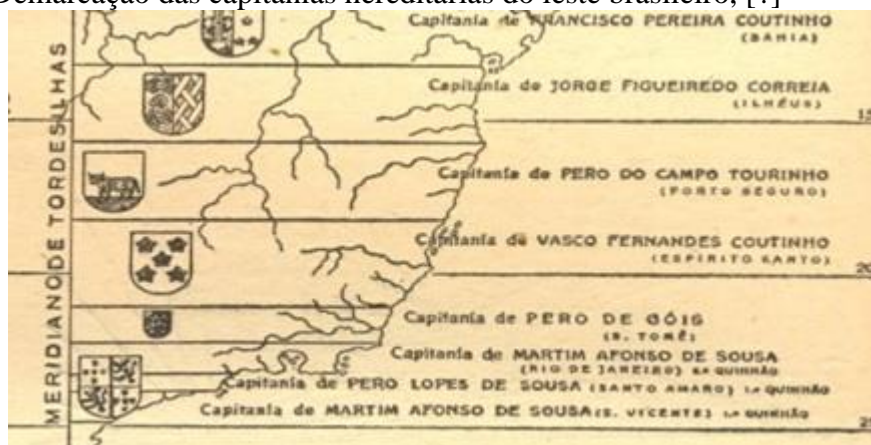 Demarcação das capitanias hereditárias do leste brasileiro, [?]
Capitania de FRANCISCO PEREIRA COUTINHO
(BAHIA)
Capitania de JORGE FIGUEIREDO CORREIA
(ILHÉUS)
15
Capitania de PERO DO CAMPO TOURINHO
(PORTO SEGURO)
Capitania de VASCO FERNANDES COUTINHO
(ESPIRITO SANTO)
20
Capitania de PERO DE GÓIS
(S. TOMÉ)
Capitania de MARTIM AFONSO DE SOUSA
(RIO DE JANEIRO) QUINHÃO
Capitania de PERO LOPES DE SOUSA (SANTO AMARO) QUINHÃO
Capitania de MARTIM AFONSO DE SOUSA (S. VICENTE) QUINHÃO
MERIDIANO DE TORDESILHAS